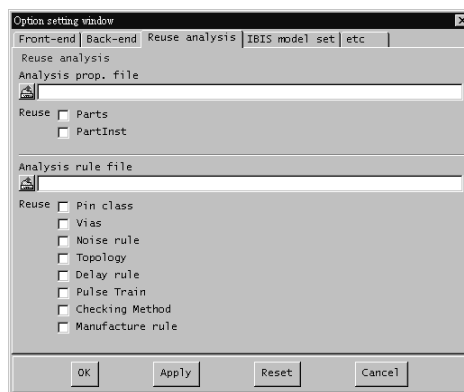 Option setting window
Front-end Back-end Reuse analysis IBIS model set etc
Reuse analysis
Analysis prop. file
Reuse Parts
PartInst
Analysis rule file
Reuse Pin class
Vias
Noise rule
Topology
Delay rule
Pulse Train
Checking Method
Manufacture rule
OK Apply Reset Cancel